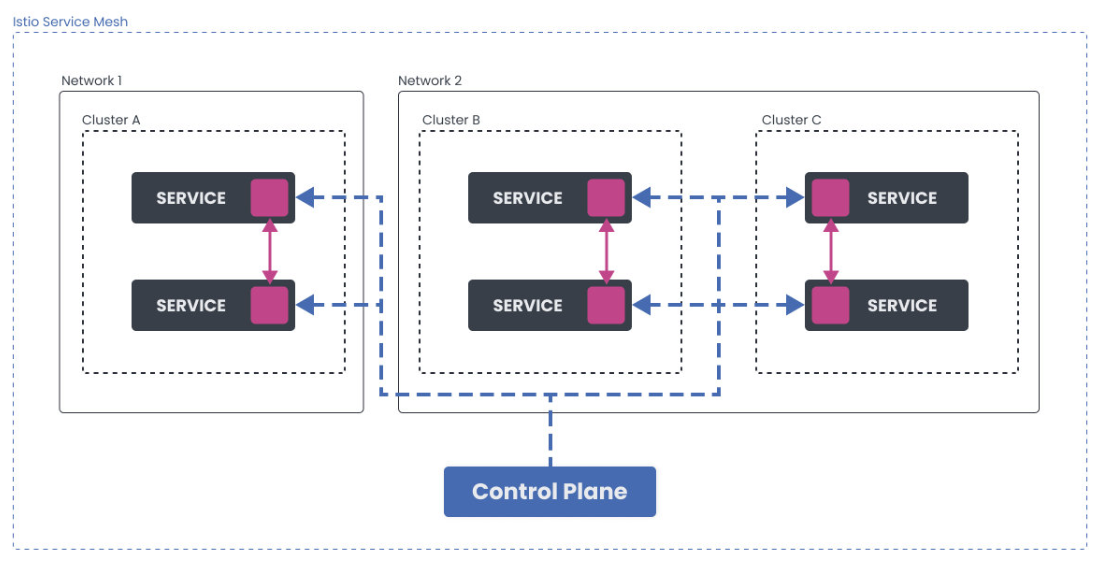 Istio Service Mesh
Network 1
Network 2
Cluster A
Cluster B
Cluster C
SERVICE
SERVICE
SERVICE
SERVICE
SERVICE
SERVICE
Control Plane